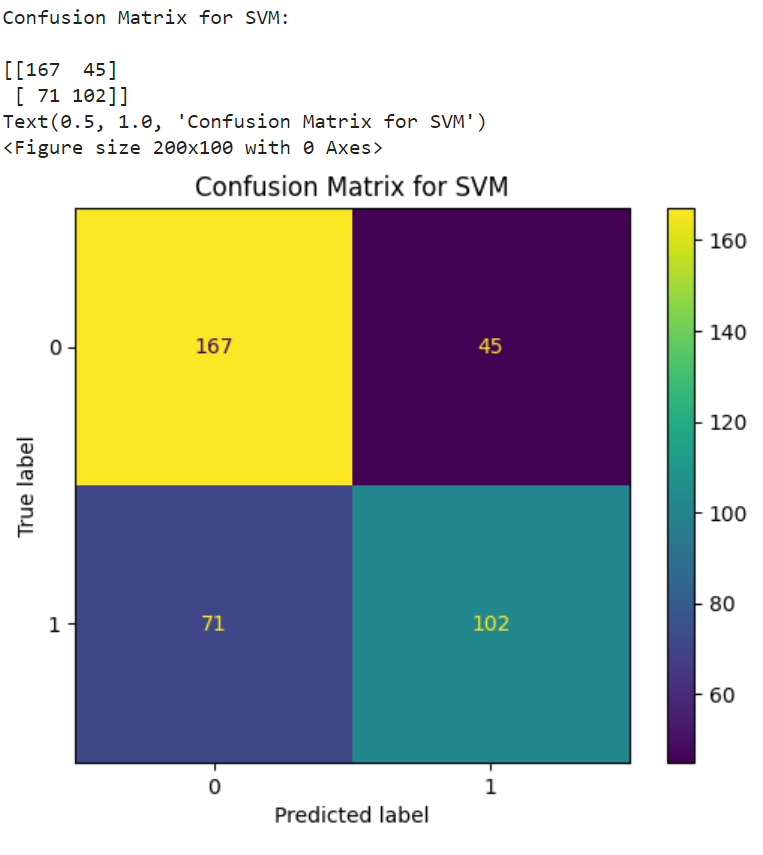 Confusion Matrix for SVM:
[[167  45]
 [ 71 102]]
Text(0.5, 1.0, 'Confusion Matrix for SVM')
<Figure size 200x100 with 0 Axes>
Confusion Matrix for SVM
160
140
120
100
80
60
True label
0
1
167
45
71
102
0
1
Predicted label